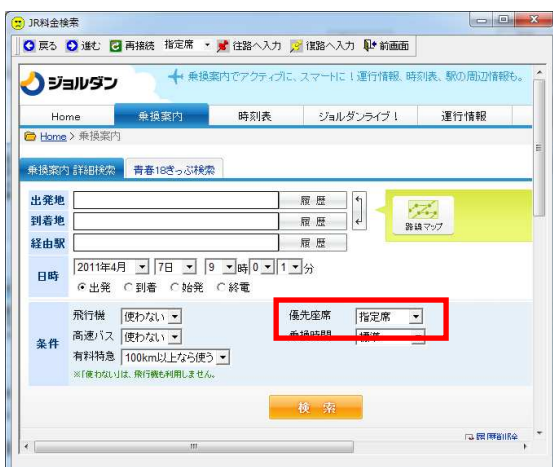 JR料金検索
戻る 進む 再接続 指定席 往路へ入力 復路へ入力 前画面
ジョルダン 乗換案内でアクティブに、スマートに！運行情報、時刻表、駅の周辺情報も。
Home 乗換案内 時刻表 ジョルダンライブ！ 運行情報
Home > 乗換案内
乗換案内 詳細検索 青春18きっぷ検索
出発地 履 歴
到着地 履 歴
経由駅 履 歴
路線マップ
日時 2011年4月 7日 9 時 0 1 分
出発 到着 始発 終電
条件
飛行機 使わない 優先座席 指定席
高速バス 使わない 乗換時間 標準
有料特急 100km以上なら使う
※「使わない」は、飛行機も利用しません。
検 索
履歴削除